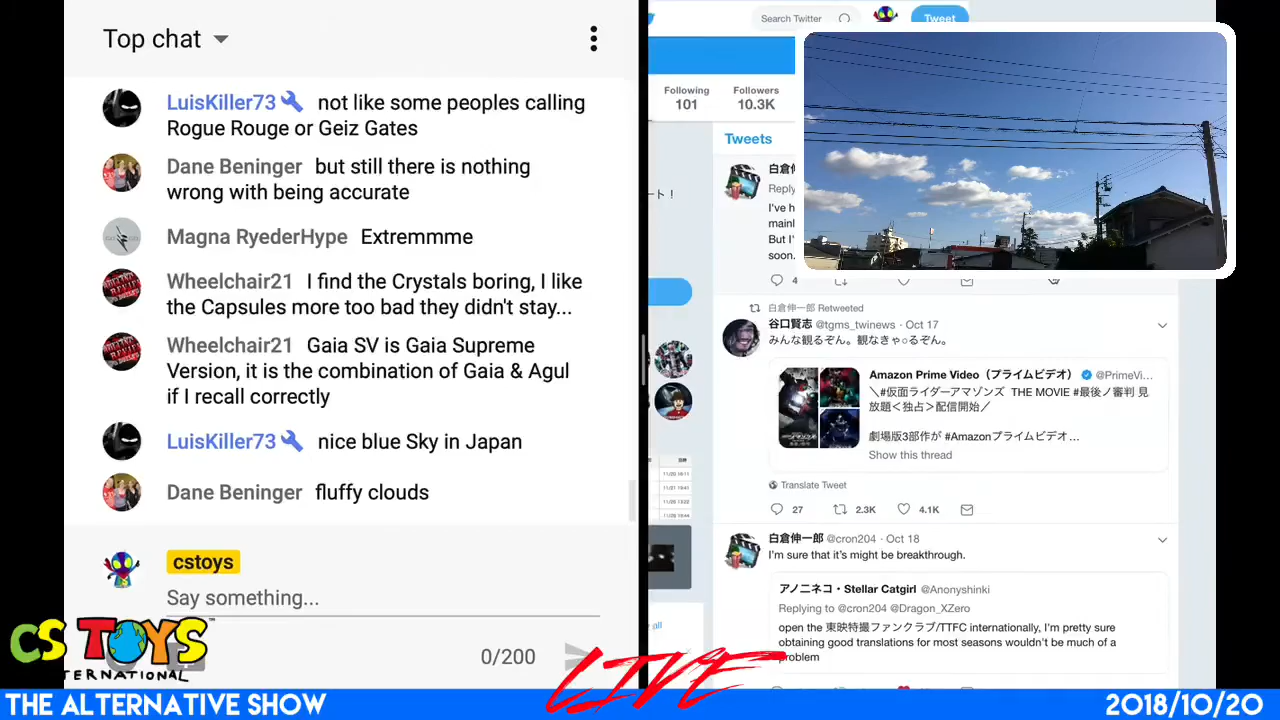 Top chat
LuisKiller73 not like some peoples calling
Rogue Rouge or Geiz Gates
Dane Beninger but still there is nothing
wrong with being accurate
Magna RyederHype Extremmme
Wheelchair21 I find the Crystals boring, I like
the Capsules more too bad they didn't stay...
Wheelchair21 Gaia SV is Gaia Supreme
Version, it is the combination of Gaia & Agul
if I recall correctly
LuisKiller73 nice blue Sky in Japan
Dane Beninger fluffy clouds
cstoys
Say something...
0/200
Search Twitter
Tweet
Following Followers
101 10.3K
Tweets
白倉伸
Reply
I've h
mainl
But I'
soon.
4
白倉伸一郎 Retweeted
谷口賢志 @tgms_twinews · Oct 17
みんな観るぞん。観なきゃ○るぞん。
Amazon Prime Video（プライムビデオ） @PrimeVi...
＼#仮面ライダーアマゾンズ THE MOVIE #最後ノ審判 見
放題＜独占＞配信開始／
劇場版3部作が #Amazonプライムビデオ...
Show this thread
Translate Tweet
27 2.3K 4.1K
白倉伸一郎 @cron204 · Oct 18
I'm sure that it's might be breakthrough.
アノニネコ・Stellar Catgirl @Anonyshinki
Replying to @cron204 @Dragon_XZero
open the 東映特撮ファンクラブ/TTFC internationally, I'm pretty sure
obtaining good translations for most seasons wouldn't be much of a
problem
CS TOYS
INTERNATIONAL
LIVE
THE ALTERNATIVE SHOW
2018/10/20